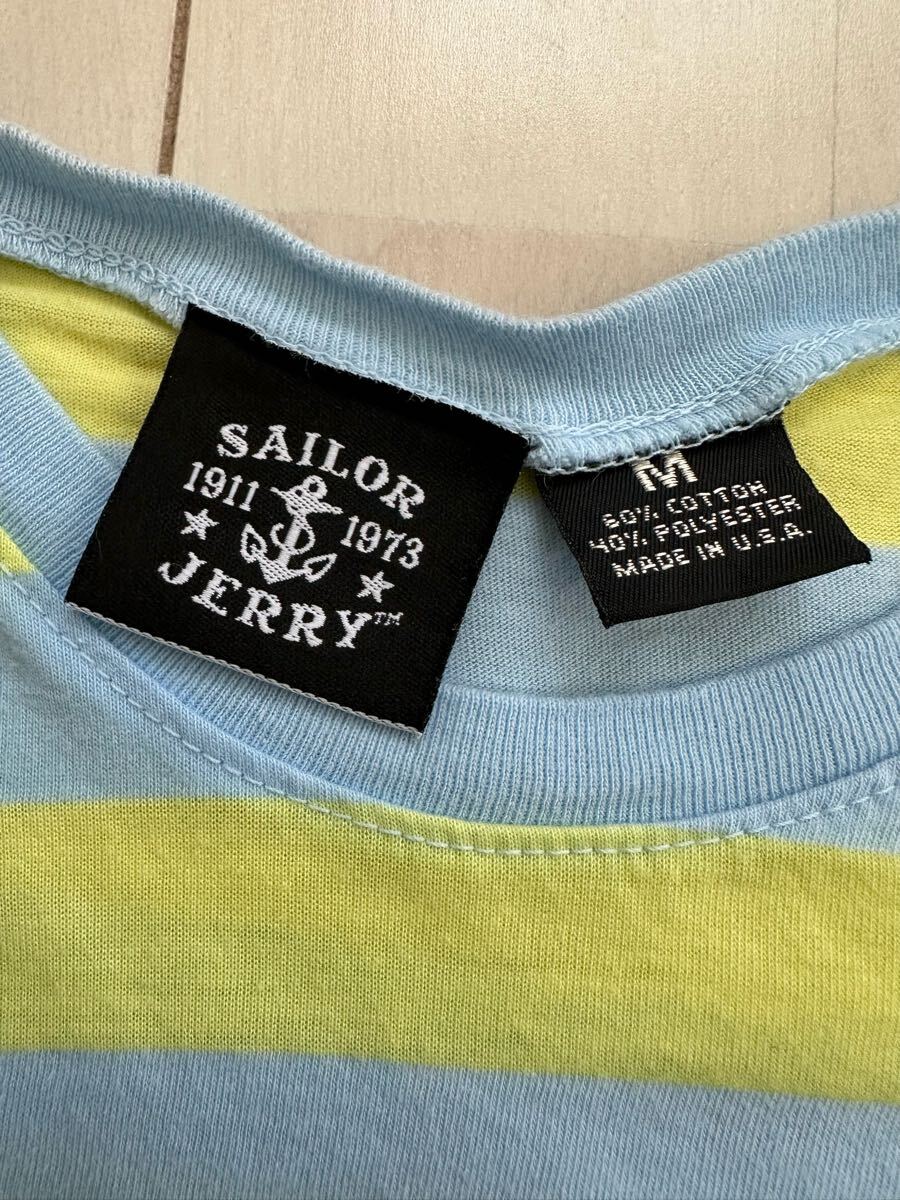 SAILOR
1911 1973
JERRY™
M
60% COTTON
40% POLYESTER
MADE IN U.S.A.